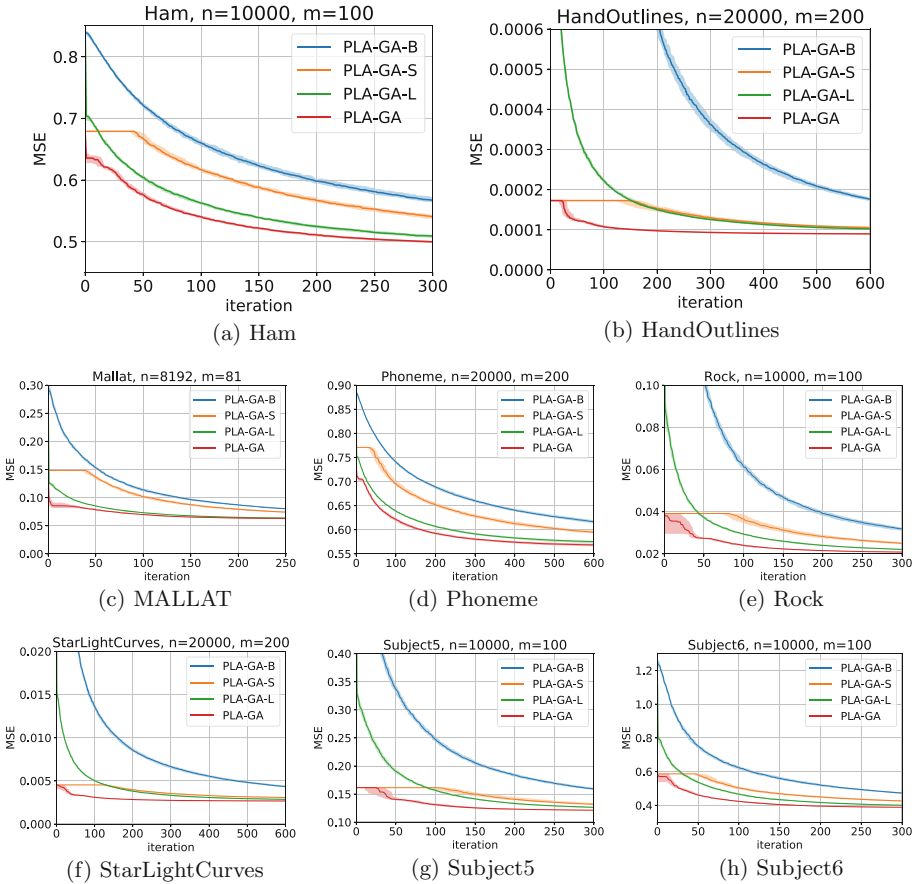 Ham, n=10000, m=100
MSE
0.8
0.7
0.6
0.5
0 50 100 150 200 250 300
iteration
PLA-GA-B
PLA-GA-S
PLA-GA-L
PLA-GA
(a) Ham
HandOutlines, n=20000, m=200
MSE
0.0006
0.0005
0.0004
0.0003
0.0002
0.0001
0.0000
0 100 200 300 400 500 600
iteration
PLA-GA-B
PLA-GA-S
PLA-GA-L
PLA-GA
(b) HandOutlines
Mallat, n=8192, m=81
MSE
0.30
0.25
0.20
0.15
0.10
0.05
0.00
0 50 100 150 200 250
iteration
PLA-GA-B
PLA-GA-S
PLA-GA-L
PLA-GA
(c) MALLAT
Phoneme, n=20000, m=200
MSE
0.90
0.85
0.80
0.75
0.70
0.65
0.60
0.55
0 100 200 300 400 500 600
iteration
PLA-GA-B
PLA-GA-S
PLA-GA-L
PLA-GA
(d) Phoneme
Rock, n=10000, m=100
MSE
0.10
0.08
0.06
0.04
0.02
0 50 100 150 200 250 300
iteration
PLA-GA-B
PLA-GA-S
PLA-GA-L
PLA-GA
(e) Rock
StarLightCurves, n=20000, m=200
MSE
0.020
0.015
0.010
0.005
0.000
0 100 200 300 400 500 600
iteration
PLA-GA-B
PLA-GA-S
PLA-GA-L
PLA-GA
(f) StarLightCurves
Subject5, n=10000, m=100
MSE
0.40
0.35
0.30
0.25
0.20
0.15
0.10
0 50 100 150 200 250 300
iteration
PLA-GA-B
PLA-GA-S
PLA-GA-L
PLA-GA
(g) Subject5
Subject6, n=10000, m=100
MSE
1.2
1.0
0.8
0.6
0.4
0 50 100 150 200 250 300
iteration
PLA-GA-B
PLA-GA-S
PLA-GA-L
PLA-GA
(h) Subject6